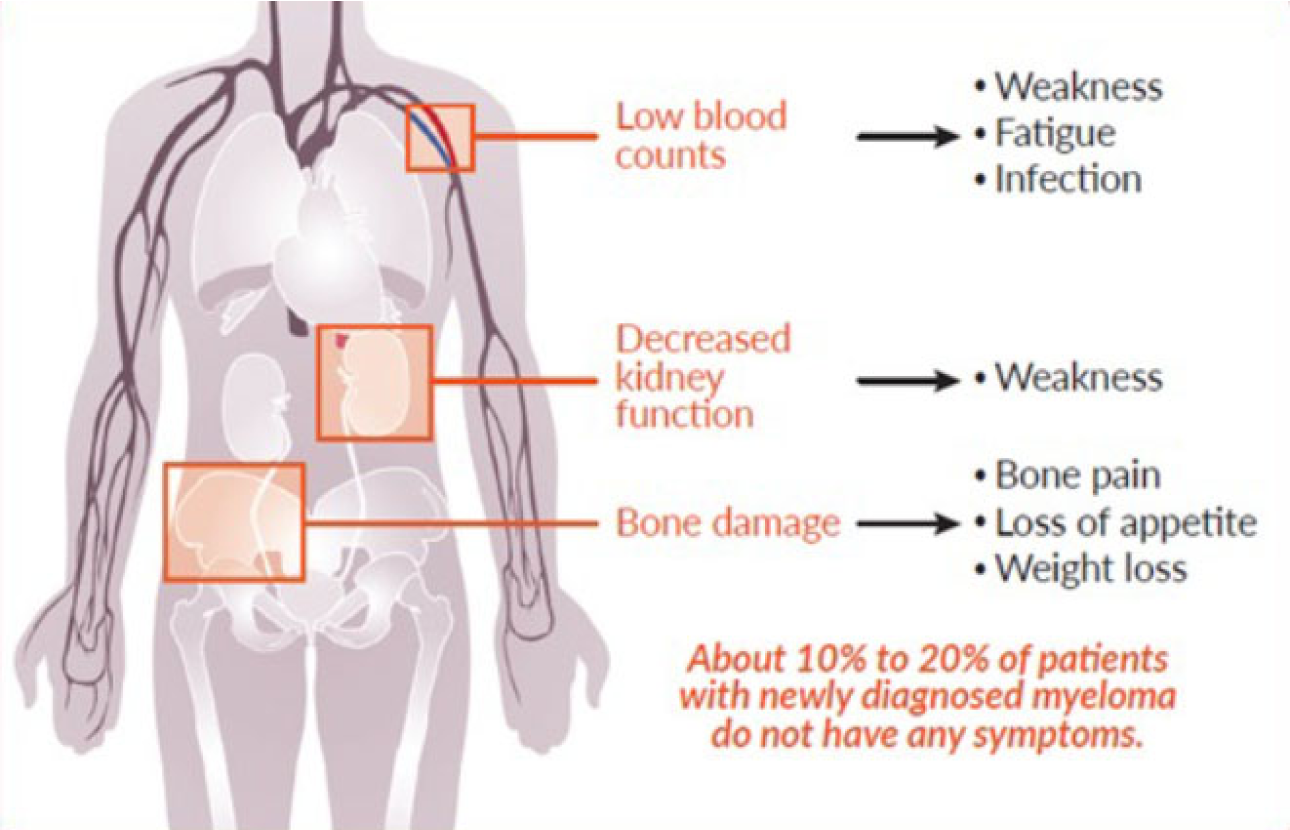 Low blood
counts
• Weakness
• Fatigue
• Infection
Decreased
kidney
function
• Weakness
Bone damage
• Bone pain
• Loss of appetite
• Weight loss
About 10% to 20% of patients
with newly diagnosed myeloma
do not have any symptoms.